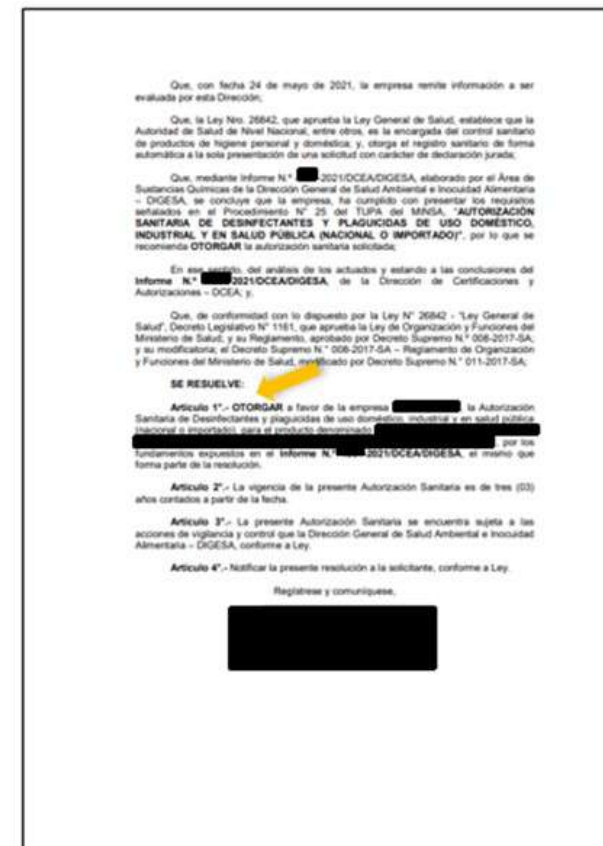 Que, con fecha 24 de mayo de 2021, la empresa remite información a ser
evaluada por esta Dirección;
Que, la Ley Nro. 26842, que aprueba la Ley General de Salud, establece que la
Autoridad de Salud de Nivel Nacional, entre otros, es la encargada del control sanitario
de productos de higiene personal y doméstica; y, otorga el registro sanitario de forma
automática a la sola presentación de una solicitud con carácter de declaración jurada;
Que, mediante Informe N.º -2021/DCEA/DIGESA, elaborado por el Área de
Sustancias Químicas de la Dirección General de Salud Ambiental e Inocuidad Alimentaria
– DIGESA, se concluye que la empresa, ha cumplido con presentar los requisitos
señalados en el Procedimiento N° 25 del TUPA del MINSA, "AUTORIZACIÓN
SANITARIA DE DESINFECTANTES Y PLAGUICIDAS DE USO DOMÉSTICO,
INDUSTRIAL Y EN SALUD PÚBLICA (NACIONAL O IMPORTADO)", por lo que se
recomienda OTORGAR la autorización sanitaria solicitada;
En ese sentido, del análisis de los actuados y estando a las conclusiones del
Informe N.º 2021/DCEA/DIGESA, de la Dirección de Certificaciones y
Autorizaciones – DCEA; y,
Que, de conformidad con lo dispuesto por la Ley N° 26842 - "Ley General de
Salud", Decreto Legislativo N° 1161, que aprueba la Ley de Organización y Funciones del
Ministerio de Salud, y su Reglamento, aprobado por Decreto Supremo N.º 008-2017-SA;
y su modificatoria; el Decreto Supremo N.° 008-2017-SA – Reglamento de Organización
y Funciones del Ministerio de Salud, modificado por Decreto Supremo N.° 011-2017-SA;
SE RESUELVE:
Artículo 1°.- OTORGAR a favor de la empresa , la Autorización
Sanitaria de Desinfectantes y plaguicidas de uso doméstico, industrial y en salud pública
(nacional o importado), para el producto denominado
, por los
fundamentos expuestos en el Informe N.º 2021/DCEA/DIGESA, el mismo que
forma parte de la resolución.
Artículo 2°.- La vigencia de la presente Autorización Sanitaria es de tres (03)
años contados a partir de la fecha.
Artículo 3°.- La presente Autorización Sanitaria se encuentra sujeta a las
acciones de vigilancia y control que la Dirección General de Salud Ambiental e Inocuidad
Alimentaria – DIGESA, conforme a Ley.
Artículo 4°.- Notificar la presente resolución a la solicitante, conforme a Ley.
Regístrese y comuníquese,